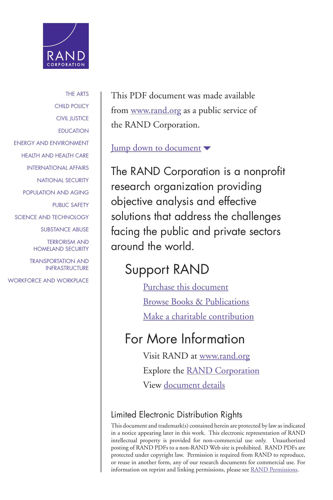 RAND
CORPORATION
THE ARTS
CHILD POLICY
CIVIL JUSTICE
EDUCATION
ENERGY AND ENVIRONMENT
HEALTH AND HEALTH CARE
INTERNATIONAL AFFAIRS
NATIONAL SECURITY
POPULATION AND AGING
PUBLIC SAFETY
SCIENCE AND TECHNOLOGY
SUBSTANCE ABUSE
TERRORISM AND
HOMELAND SECURITY
TRANSPORTATION AND
INFRASTRUCTURE
WORKFORCE AND WORKPLACE
This PDF document was made available
from www.rand.org as a public service of
the RAND Corporation.
Jump down to document
The RAND Corporation is a nonprofit
research organization providing
objective analysis and effective
solutions that address the challenges
facing the public and private sectors
around the world.
Support RAND
Purchase this document
Browse Books & Publications
Make a charitable contribution
For More Information
Visit RAND at www.rand.org
Explore the RAND Corporation
View document details
Limited Electronic Distribution Rights
This document and trademark(s) contained herein are protected by law as indicated
in a notice appearing later in this work. This electronic representation of RAND
intellectual property is provided for non-commercial use only. Unauthorized
posting of RAND PDFs to a non-RAND Web site is prohibited. RAND PDFs are
protected under copyright law. Permission is required from RAND to reproduce,
or reuse in another form, any of our research documents for commercial use. For
information on reprint and linking permissions, please see RAND Permissions.